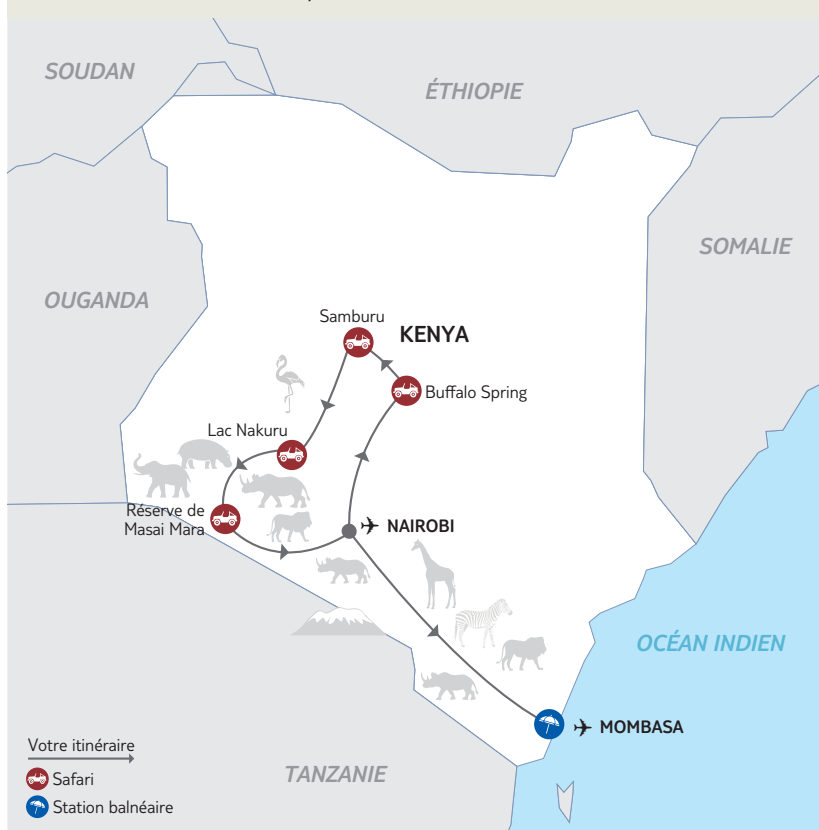 SOUDAN
ÉTHIOPIE
SOMALIE
OUGANDA
Samburu
KENYA
Buffalo Spring
Lac Nakuru
Réserve de
Masai Mara
NAIROBI
OCÉAN INDIEN
MOMBASA
Votre itinéraire
Safari
TANZANIE
Station balnéaire